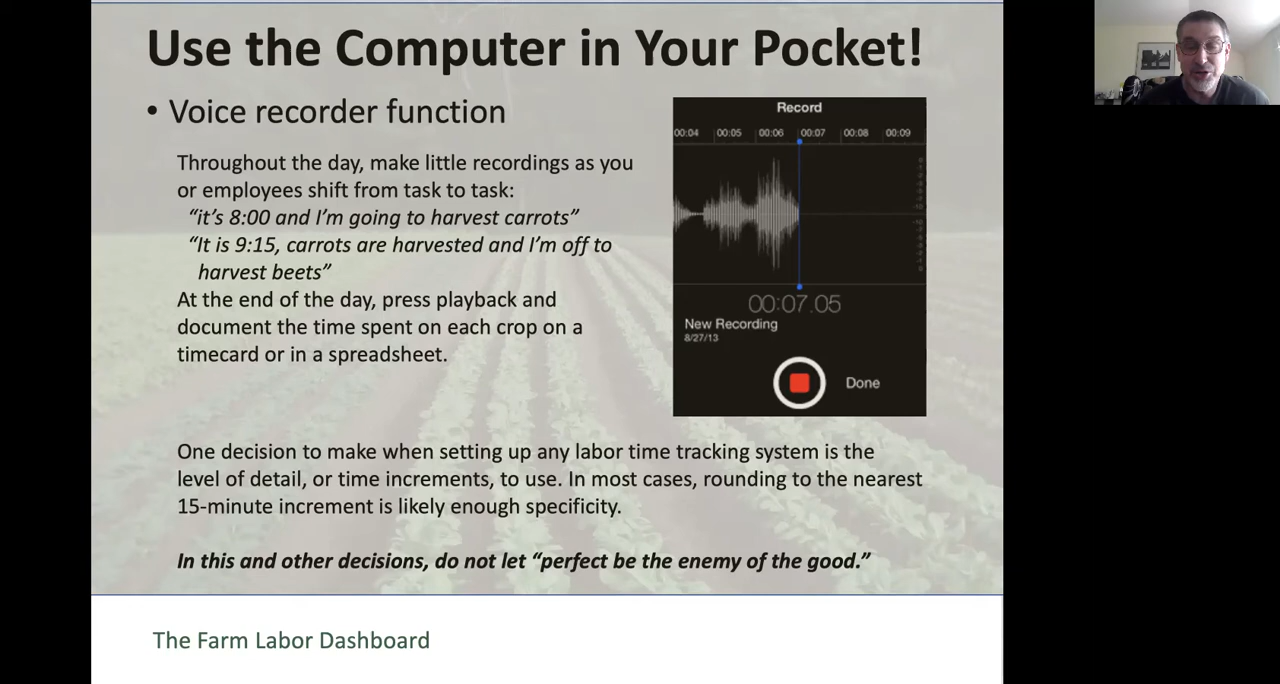 Use the Computer in Your Pocket!
• Voice recorder function
Throughout the day, make little recordings as you
or employees shift from task to task:
“it’s 8:00 and I’m going to harvest carrots”
“It is 9:15, carrots are harvested and I’m off to
harvest beets”
At the end of the day, press playback and
document the time spent on each crop on a
timecard or in a spreadsheet.
Record
00:04 00:05 00:06 00:07 00:08 00:09
00:07.05
New Recording
8/27/13
Done
One decision to make when setting up any labor time tracking system is the
level of detail, or time increments, to use. In most cases, rounding to the nearest
15-minute increment is likely enough specificity.
In this and other decisions, do not let “perfect be the enemy of the good.”
The Farm Labor Dashboard